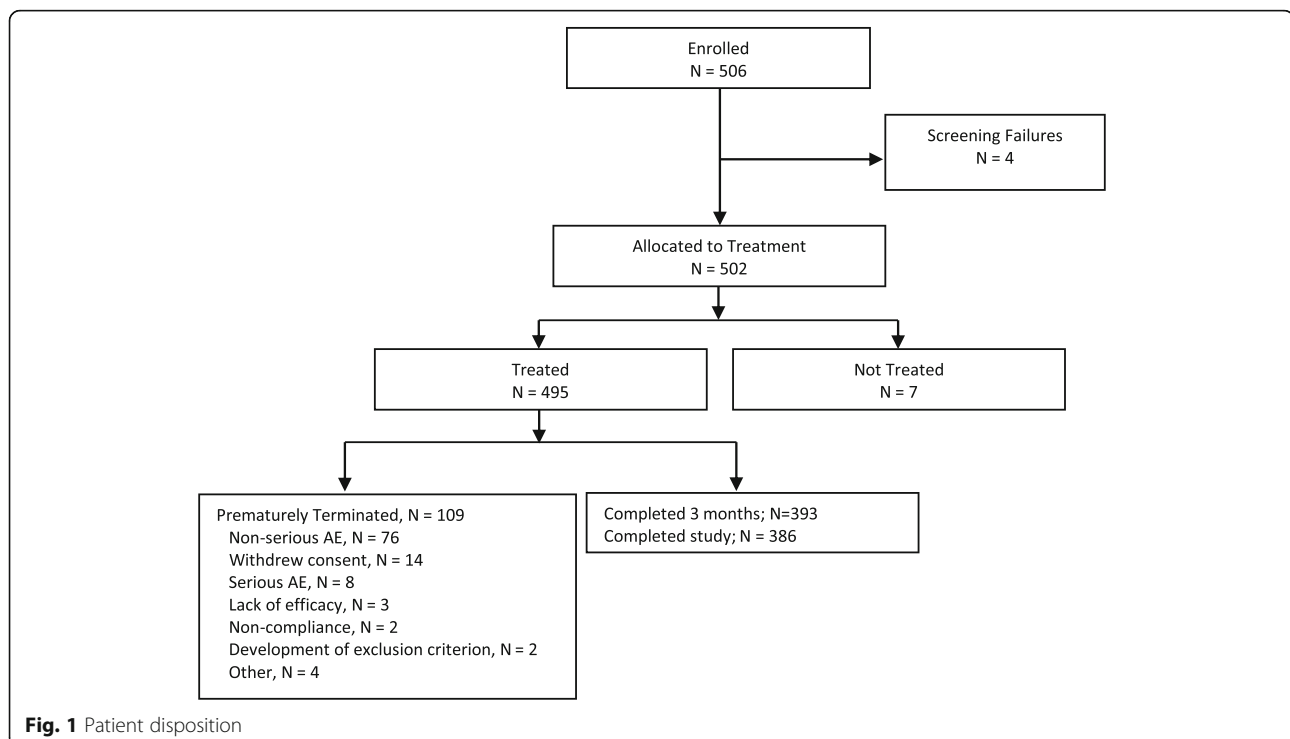 Enrolled
N = 506
Screening Failures
N = 4
Allocated to Treatment
N = 502
Treated
N = 495
Not Treated
N = 7
Prematurely Terminated, N = 109
Non-serious AE, N = 76
Withdrew consent, N = 14
Serious AE, N = 8
Lack of efficacy, N = 3
Non-compliance, N = 2
Development of exclusion criterion, N = 2
Other, N = 4
Completed 3 months; N=393
Completed study; N = 386
Fig. 1 Patient disposition